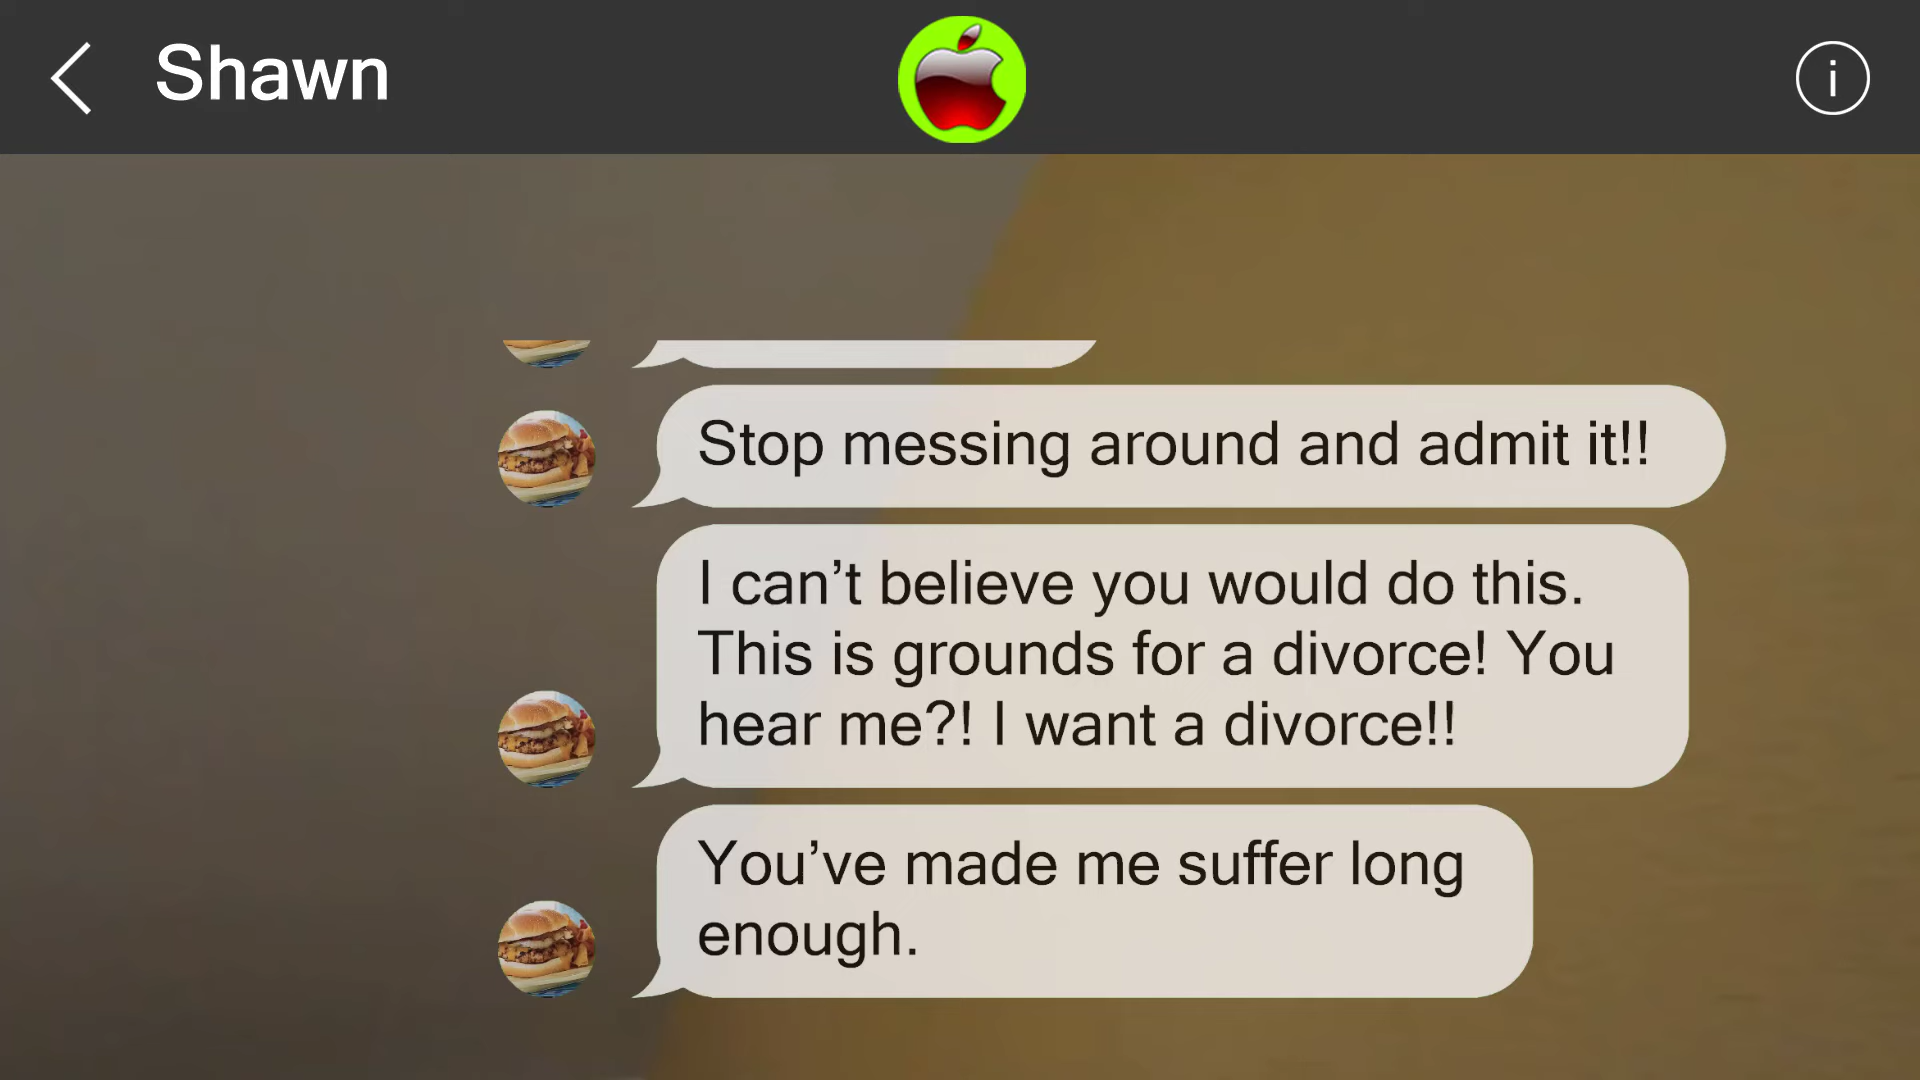 Shawn
Stop messing around and admit it!!
I can’t believe you would do this.
This is grounds for a divorce! You
hear me?! I want a divorce!!
You’ve made me suffer long
enough.